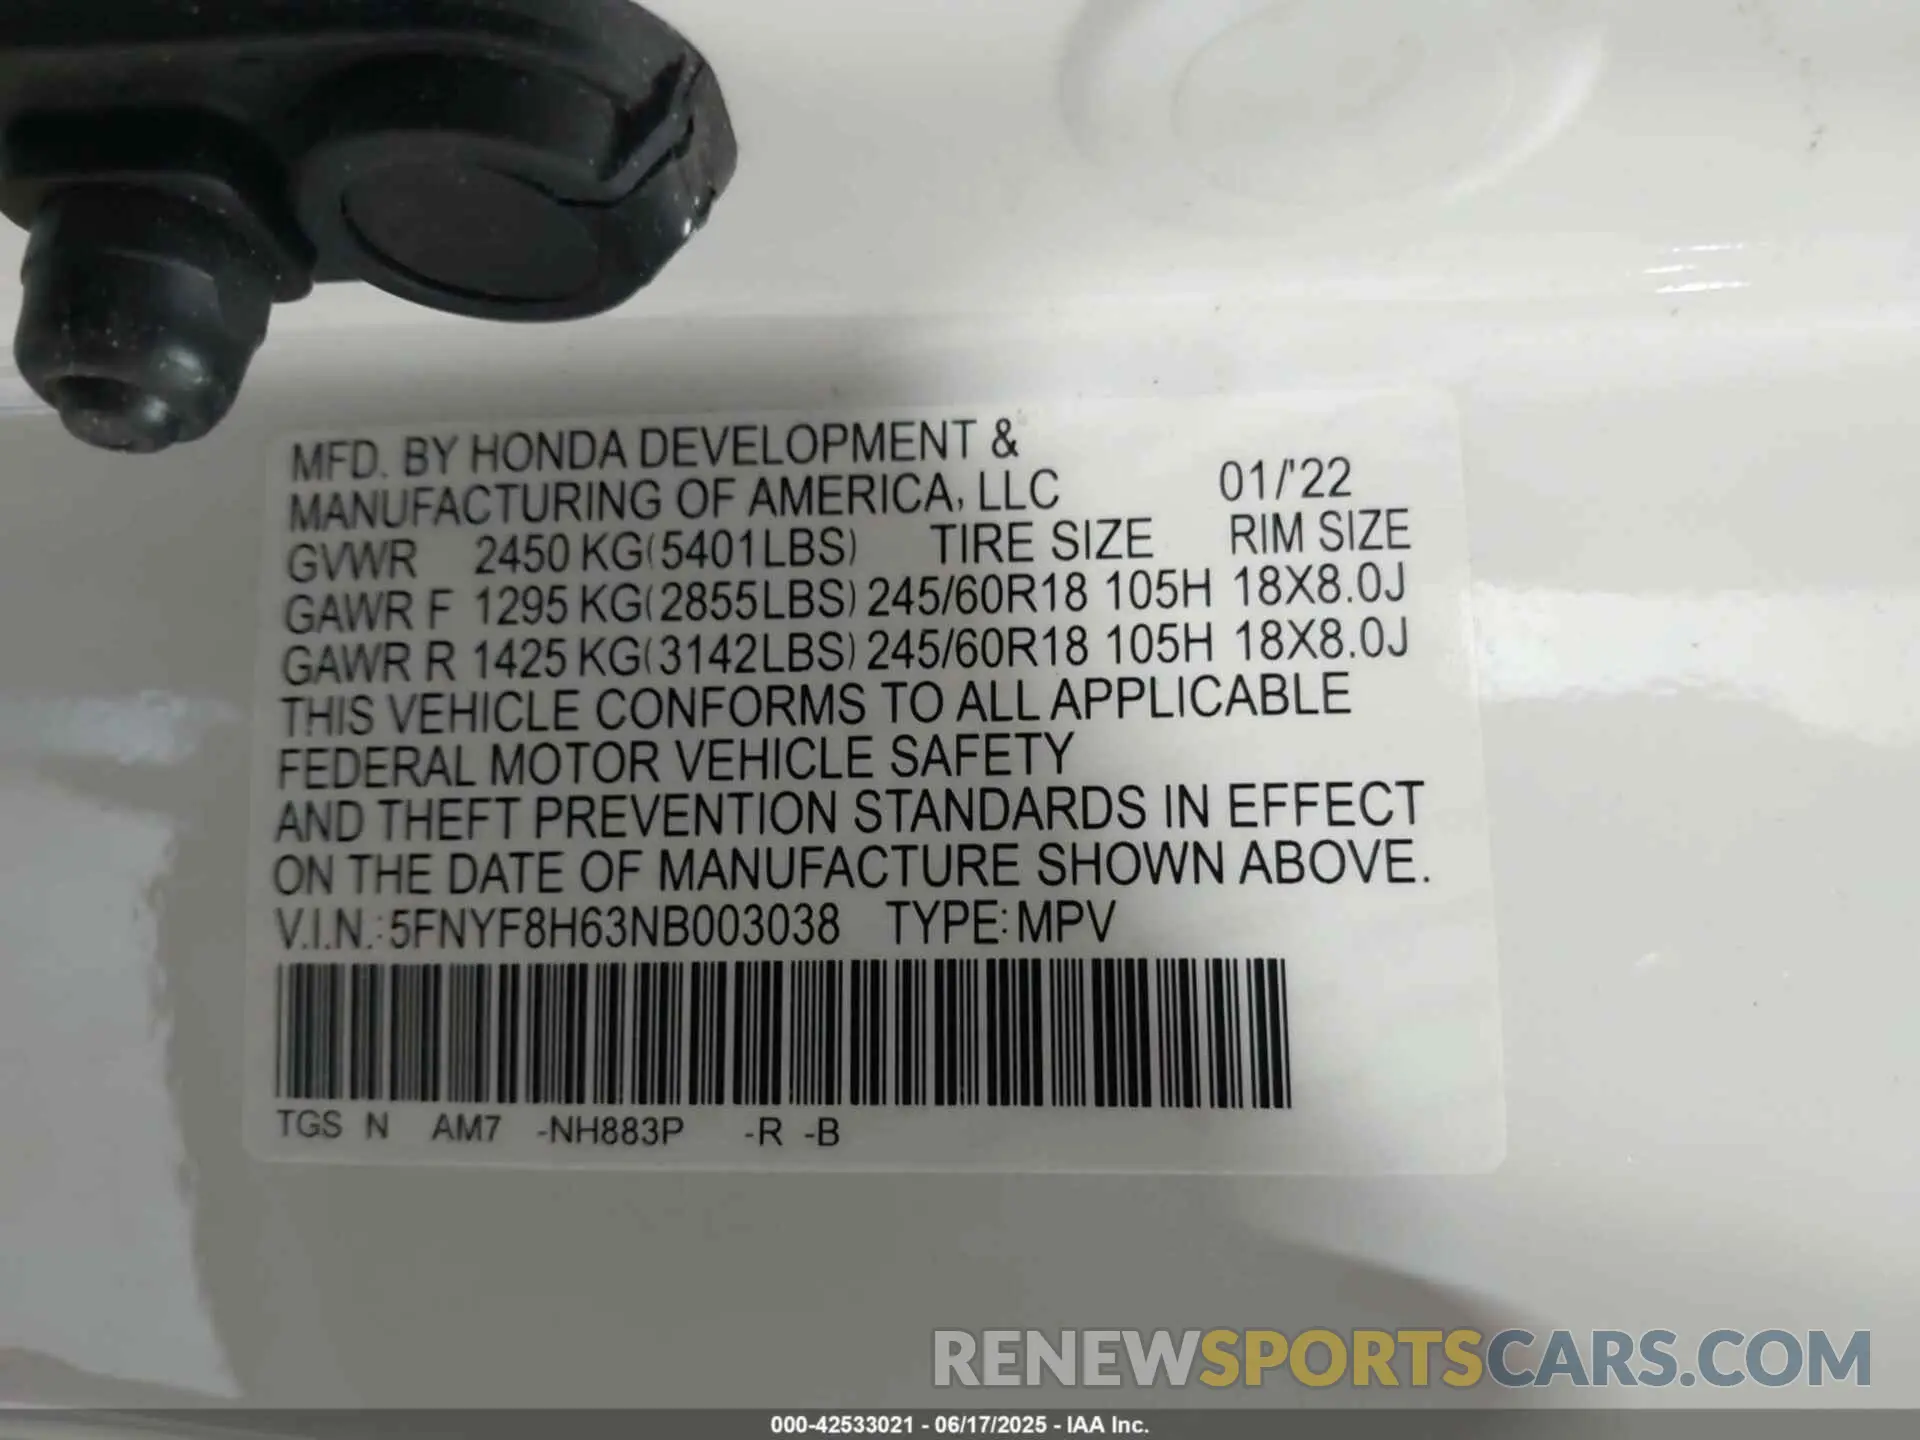 MFD. BY HONDA DEVELOPMENT &
MANUFACTURING OF AMERICA, LLC 01/'22
GVWR 2450 KG(5401LBS) TIRE SIZE RIM SIZE
GAWR F 1295 KG(2855LBS) 245/60R18 105H 18X8.0J
GAWR R 1425 KG(3142LBS) 245/60R18 105H 18X8.0J
THIS VEHICLE CONFORMS TO ALL APPLICABLE
FEDERAL MOTOR VEHICLE SAFETY
AND THEFT PREVENTION STANDARDS IN EFFECT
ON THE DATE OF MANUFACTURE SHOWN ABOVE.
V.I.N.: 5FNYF8H63NB003038 TYPE: MPV
TGS N AM7 -NH883P -R -B
RENEWSPORTSCARS.COM
000-42533021 - 06/17/2025 - IAA Inc.